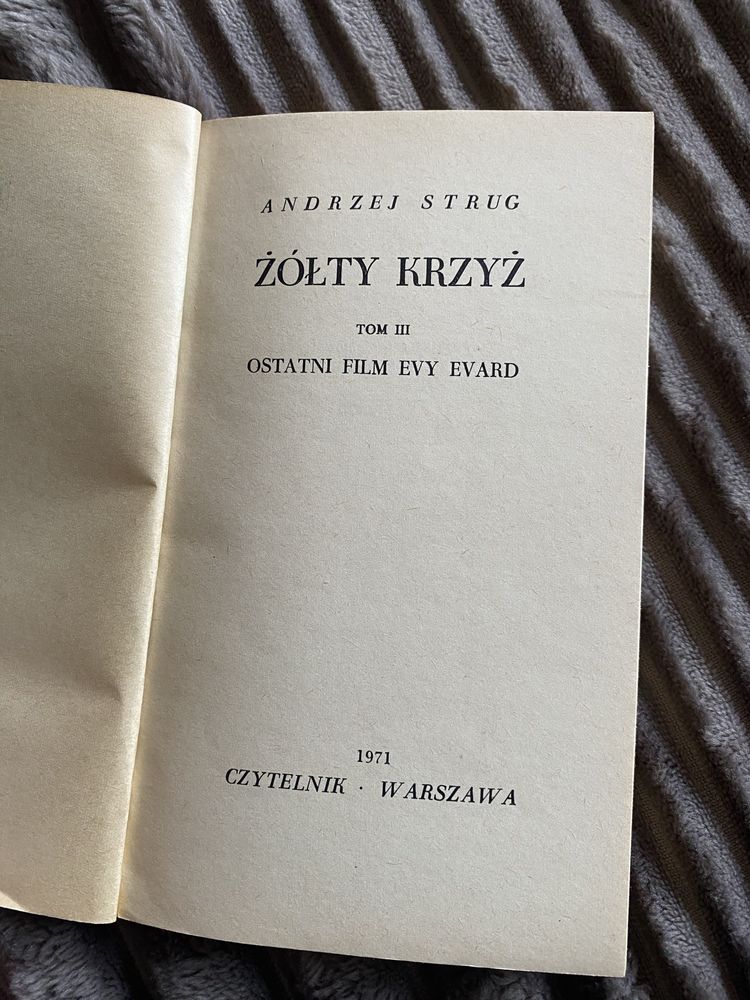 ANDRZEJ STRUG
ŻÓŁTY KRZYŻ
TOM III
OSTATNI FILM EVY EVARD
1971
CZYTELNIK · WARSZAWA